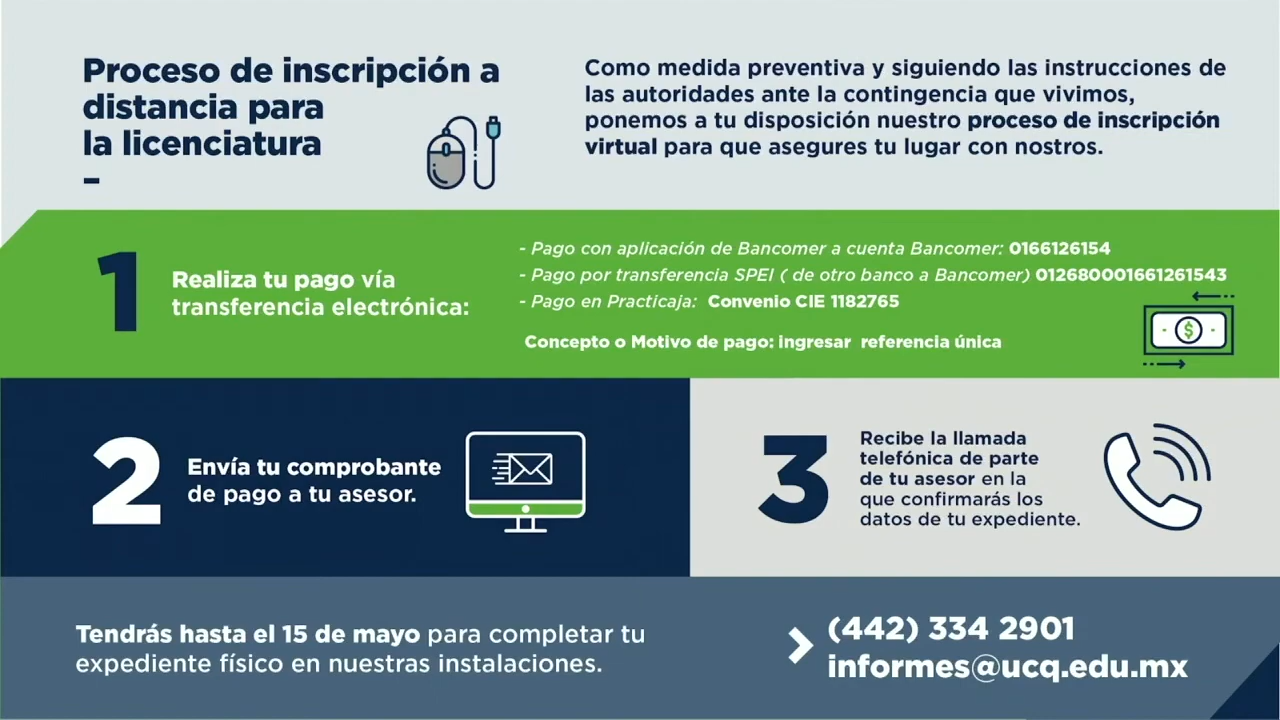 Proceso de inscripción a
distancia para
la licenciatura
–
Como medida preventiva y siguiendo las instrucciones de
las autoridades ante la contingencia que vivimos,
ponemos a tu disposición nuestro proceso de inscripción
virtual para que asegures tu lugar con nostros.
1
Realiza tu pago vía
transferencia electrónica:
- Pago con aplicación de Bancomer a cuenta Bancomer: 0166126154
- Pago por transferencia SPEI ( de otro banco a Bancomer) 012680001661261543
- Pago en Practicaja: Convenio CIE 1182765
Concepto o Motivo de pago: ingresar referencia única
$
2
Envía tu comprobante
de pago a tu asesor.
3
Recibe la llamada
telefónica de parte
de tu asesor en la
que confirmarás los
datos de tu expediente.
Tendrás hasta el 15 de mayo para completar tu
expediente físico en nuestras instalaciones.
(442) 334 2901
informes@ucq.edu.mx